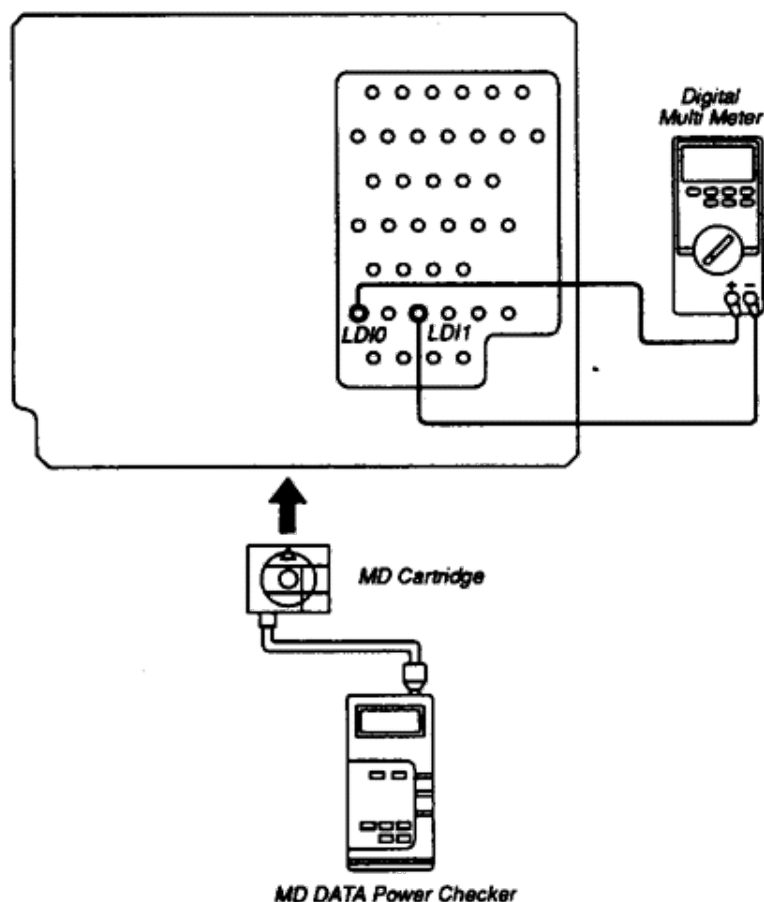 Digital
Multi Meter
+ −
LDI0
LDI1
MD Cartridge
MD DATA Power Checker